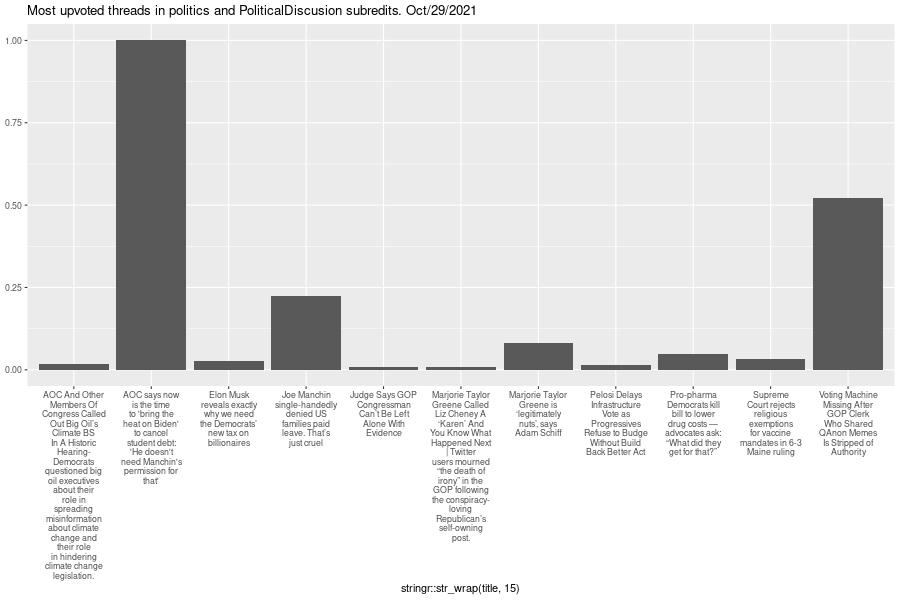 Most upvoted threads in politics and PoliticalDiscusion subredits. Oct/29/2021
1.00
0.75
0.50
0.25
0.00
AOC And Other
Members Of
Congress Called
Out Big Oil's
Climate BS
In A Historic
Hearing-
Democrats
questioned big
oil executives
about their
role in
spreading
misinformation
about climate
change and
their role
in hindering
climate change
legislation.
AOC says now
is the time
to 'bring the
heat on Biden'
to cancel
student debt:
'He doesn't
need Manchin's
permission for
that'
Elon Musk
reveals exactly
why we need
the Democrats'
new tax on
billionaires
Joe Manchin
single-handedly
denied US
families paid
leave. That's
just cruel
Judge Says GOP
Congressman
Can't Be Left
Alone With
Evidence
Marjorie Taylor
Greene Called
Liz Cheney A
'Karen' And
You Know What
Happened Next
| Twitter
users mourned
“the death of
irony” in the
GOP following
the conspiracy-
loving
Republican's
self-owning
post.
Marjorie Taylor
Greene is
'legitimately
nuts', says
Adam Schiff
Pelosi Delays
Infrastructure
Vote as
Progressives
Refuse to Budge
Without Build
Back Better Act
Pro-pharma
Democrats kill
bill to lower
drug costs —
advocates ask:
“What did they
get for that?”
Supreme
Court rejects
religious
exemptions
for vaccine
mandates in 6-3
Maine ruling
Voting Machine
Missing After
GOP Clerk
Who Shared
QAnon Memes
Is Stripped of
Authority
stringr::str_wrap(title, 15)